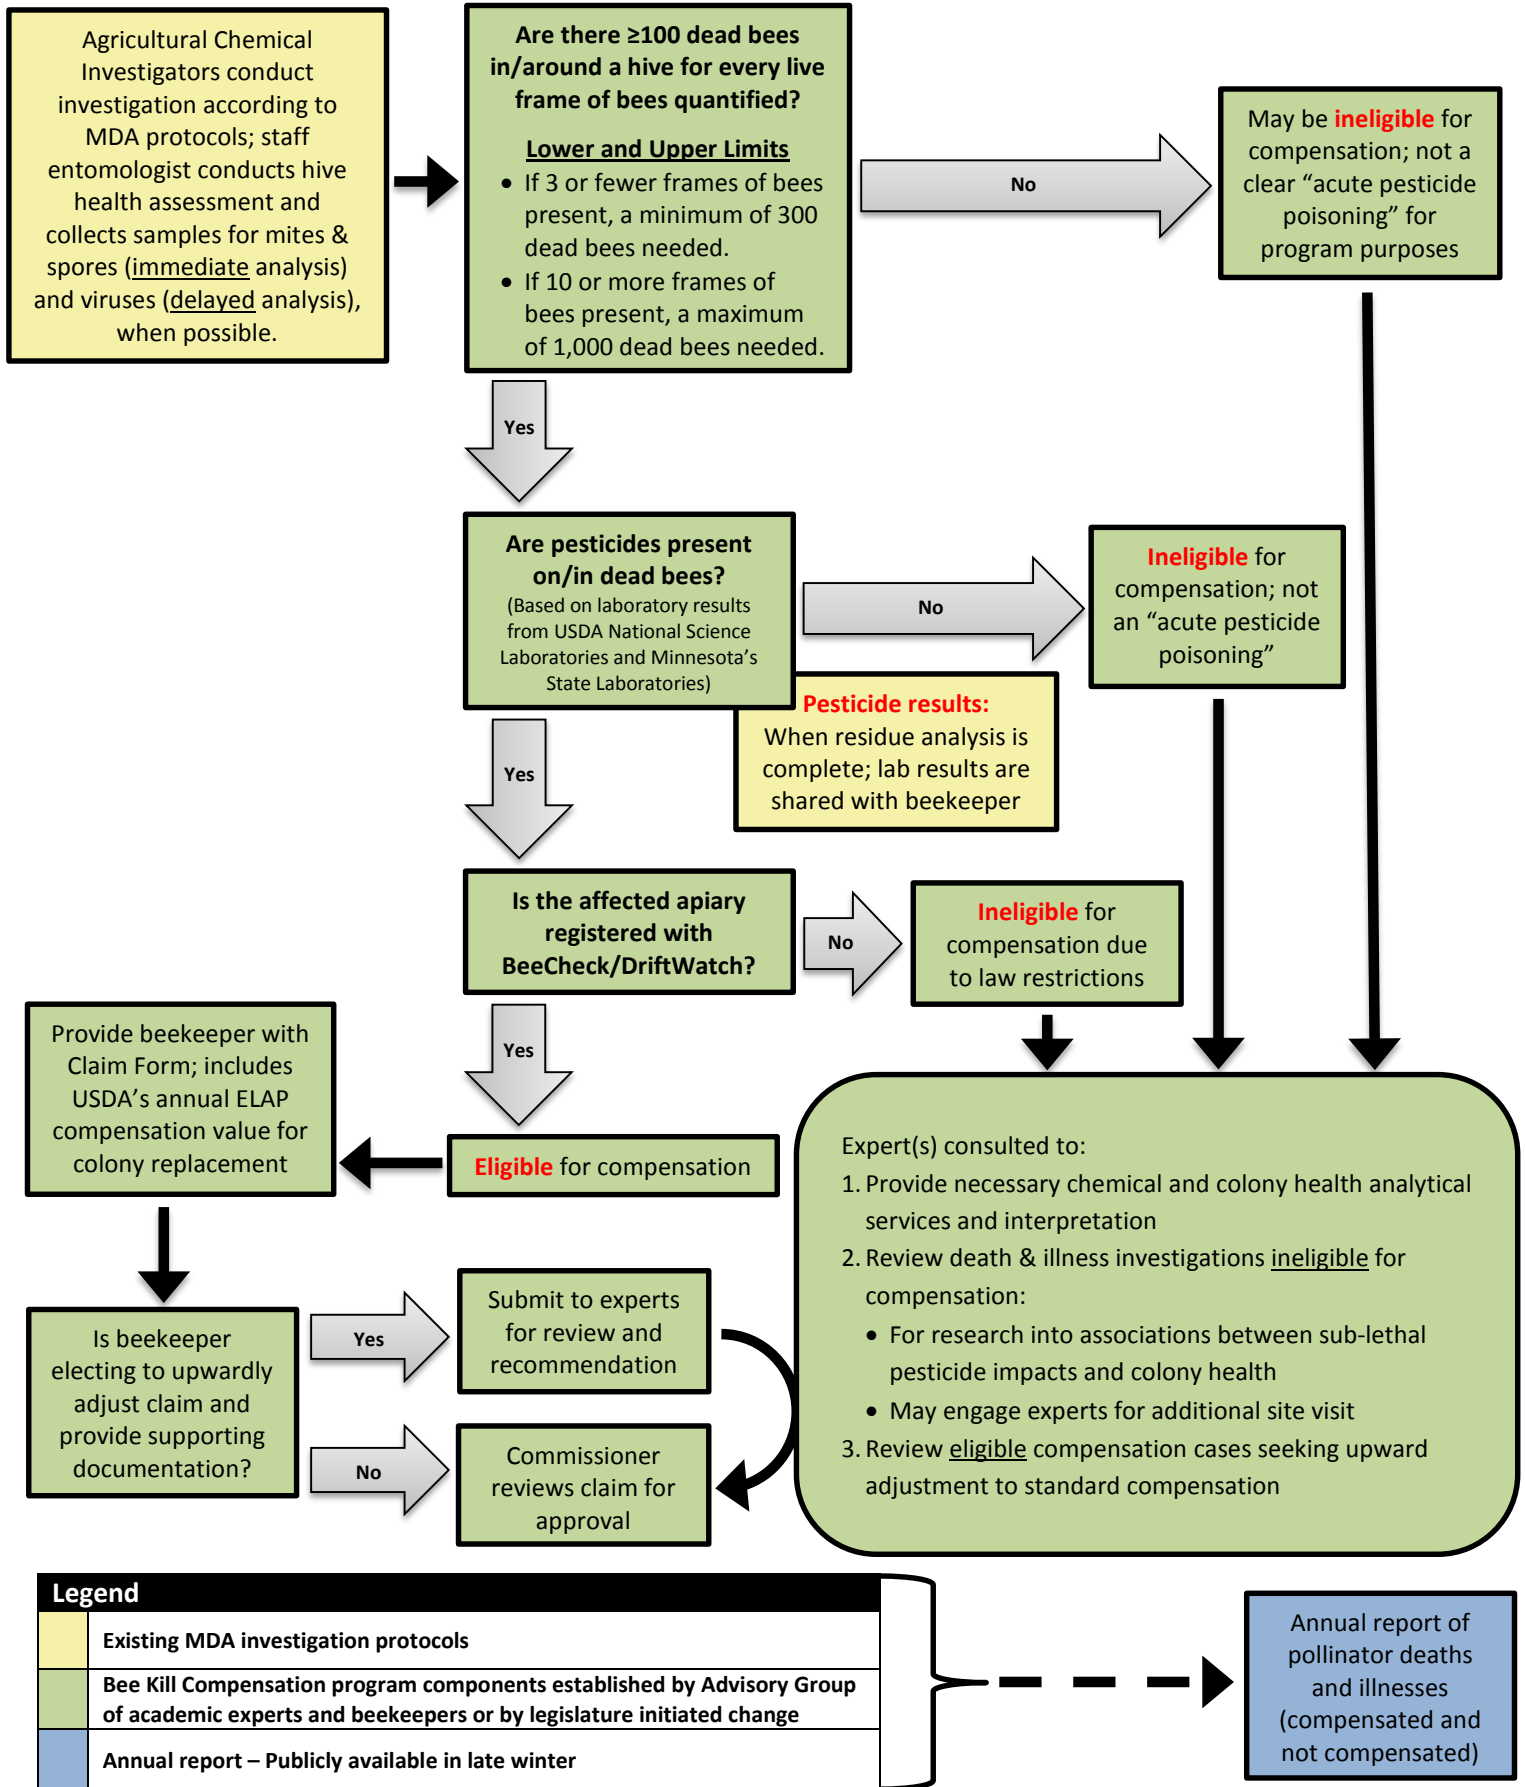 Agricultural Chemical
Investigators conduct
investigation according to
MDA protocols; staff
entomologist conducts hive
health assessment and
collects samples for mites &
spores (immediate analysis)
and viruses (delayed analysis),
when possible.
Are there ≥100 dead bees
in/around a hive for every live
frame of bees quantified?
Lower and Upper Limits
• If 3 or fewer frames of bees
present, a minimum of 300
dead bees needed.
• If 10 or more frames of
bees present, a maximum
of 1,000 dead bees needed.
No
May be ineligible for
compensation; not a
clear “acute pesticide
poisoning” for
program purposes
Yes
Are pesticides present
on/in dead bees?
(Based on laboratory results
from USDA National Science
Laboratories and Minnesota’s
State Laboratories)
No
Ineligible for
compensation; not
an “acute pesticide
poisoning”
Pesticide results:
When residue analysis is
complete; lab results are
shared with beekeeper
Yes
Is the affected apiary
registered with
BeeCheck/DriftWatch?
No
Ineligible for
compensation due
to law restrictions
Yes
Eligible for compensation
Provide beekeeper with
Claim Form; includes
USDA’s annual ELAP
compensation value for
colony replacement
Is beekeeper
electing to upwardly
adjust claim and
provide supporting
documentation?
Yes
Submit to experts
for review and
recommendation
No
Commissioner
reviews claim for
approval
Expert(s) consulted to:
1. Provide necessary chemical and colony health analytical
services and interpretation
2. Review death & illness investigations ineligible for
compensation:
• For research into associations between sub-lethal
pesticide impacts and colony health
• May engage experts for additional site visit
3. Review eligible compensation cases seeking upward
adjustment to standard compensation
Legend
Existing MDA investigation protocols
Bee Kill Compensation program components established by Advisory Group
of academic experts and beekeepers or by legislature initiated change
Annual report – Publicly available in late winter
Annual report of
pollinator deaths
and illnesses
(compensated and
not compensated)